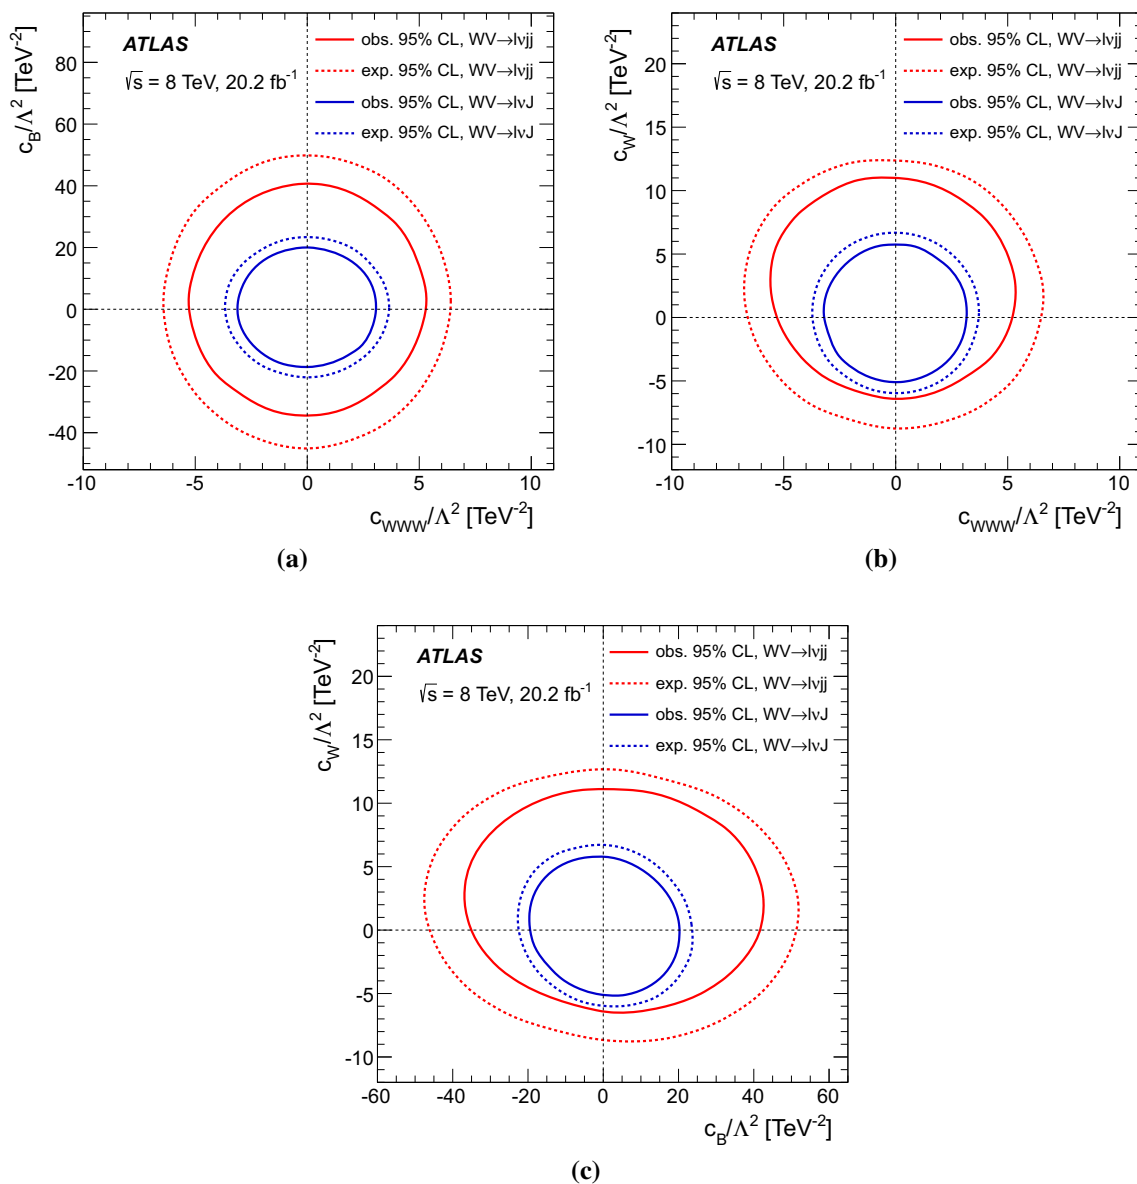 ATLAS
√s = 8 TeV, 20.2 fb⁻¹
obs. 95% CL, WV→lνjj
exp. 95% CL, WV→lνjj
obs. 95% CL, WV→lνJ
exp. 95% CL, WV→lνJ
c_B/Λ² [TeV⁻²]
80
60
40
20
0
-20
-40
-10
-5
0
5
10
c_WWW/Λ² [TeV⁻²]
(a)
ATLAS
√s = 8 TeV, 20.2 fb⁻¹
obs. 95% CL, WV→lνjj
exp. 95% CL, WV→lνjj
obs. 95% CL, WV→lνJ
exp. 95% CL, WV→lνJ
c_W/Λ² [TeV⁻²]
20
15
10
5
0
-5
-10
-10
-5
0
5
10
c_WWW/Λ² [TeV⁻²]
(b)
ATLAS
√s = 8 TeV, 20.2 fb⁻¹
obs. 95% CL, WV→lνjj
exp. 95% CL, WV→lνjj
obs. 95% CL, WV→lνJ
exp. 95% CL, WV→lνJ
c_W/Λ² [TeV⁻²]
20
15
10
5
0
-5
-10
-60
-40
-20
0
20
40
60
c_B/Λ² [TeV⁻²]
(c)